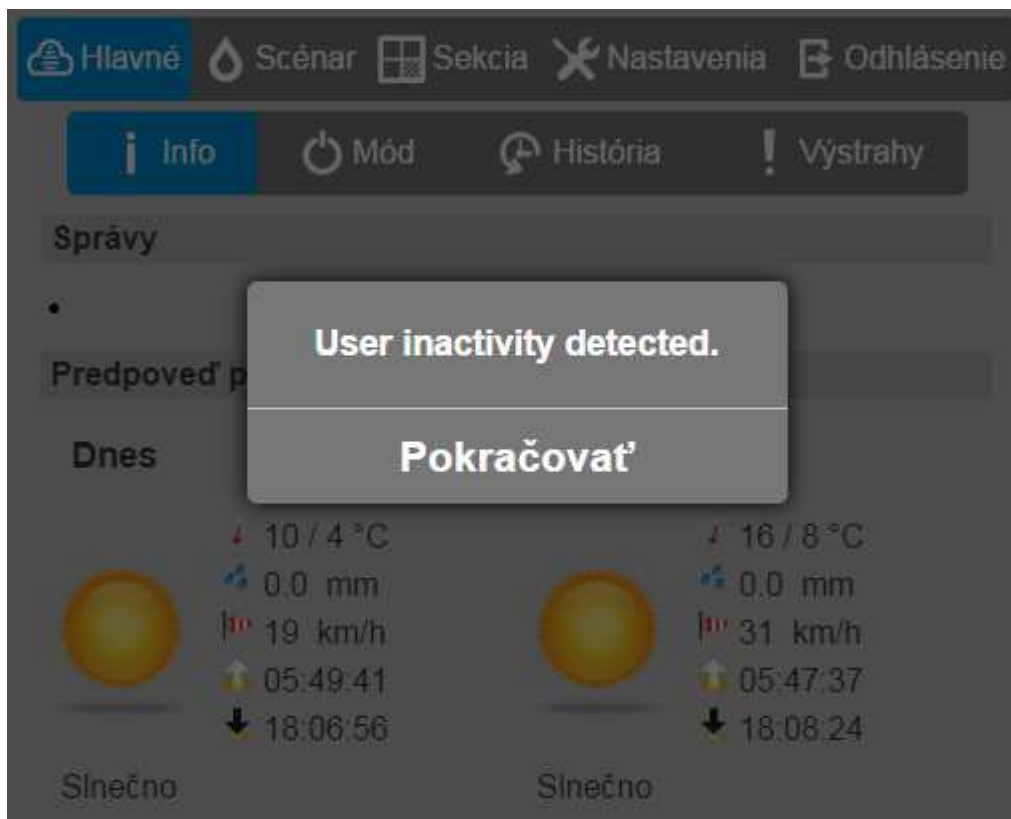 Hlavné Scénar Sekcia Nastavenia Odhlásenie
Info Mód História Výstrahy
Správy
•
User inactivity detected.
Predpoveď p
Pokračovať
Dnes
10 / 4 °C
0.0 mm
19 km/h
05:49:41
18:06:56
Slnečno
16 / 8 °C
0.0 mm
31 km/h
05:47:37
18:08:24
Slnečno